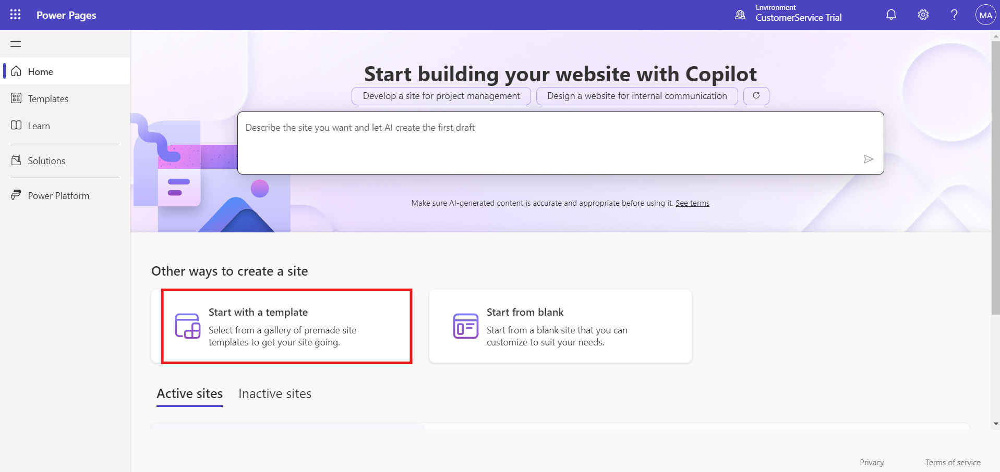 Power Pages
Environment
CustomerService Trial
MA
Home
Templates
Learn
Solutions
Power Platform
Start building your website with Copilot
Develop a site for project management
Design a website for internal communication
Describe the site you want and let AI create the first draft
Make sure AI-generated content is accurate and appropriate before using it. See terms
Other ways to create a site
Start with a template
Select from a gallery of premade site
templates to get your site going.
Start from blank
Start from a blank site that you can
customize to suit your needs.
Active sites
Inactive sites
Privacy
Terms of service